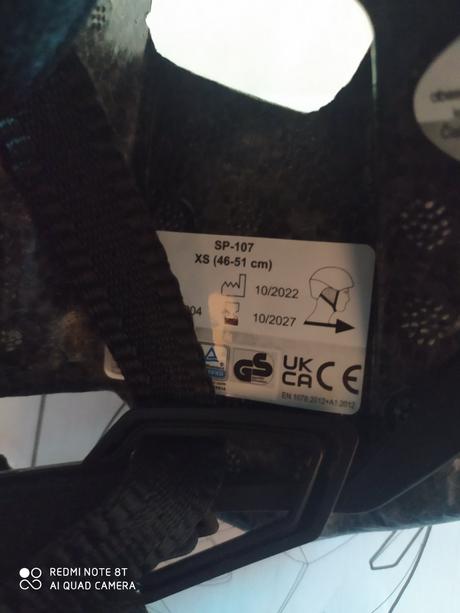 SP-107
XS (46-51 cm)
10/2022
10/2027
GS
UK
CA CE
EN 1078:2012+A1:2012
REDMI NOTE 8T
AI QUAD CAMERA